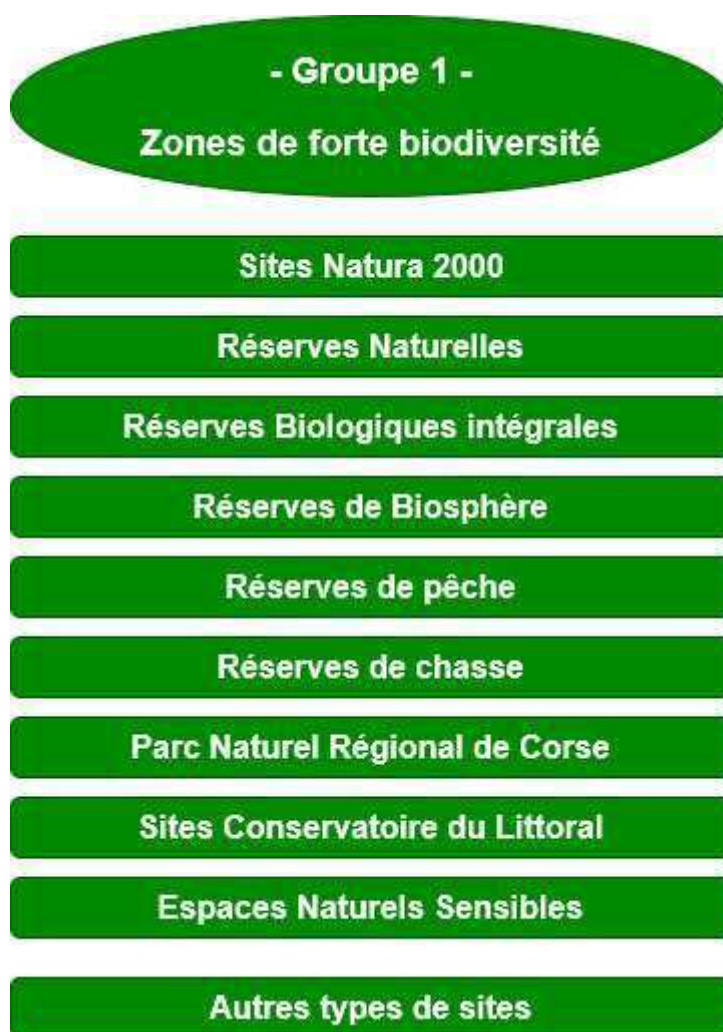 - Groupe 1 -
Zones de forte biodiversité
Sites Natura 2000
Réserves Naturelles
Réserves Biologiques intégrales
Réserves de Biosphère
Réserves de pêche
Réserves de chasse
Parc Naturel Régional de Corse
Sites Conservatoire du Littoral
Espaces Naturels Sensibles
Autres types de sites